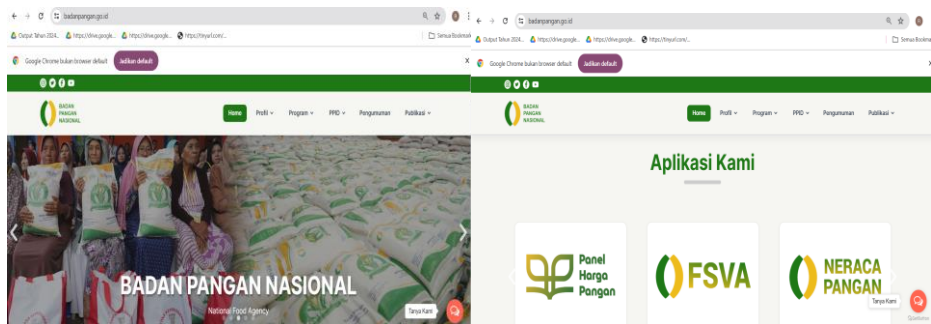 badanpangan.go.id
Output Tahun 2024... https://drive.google... https://drive.google... https://tinyurl.com/... Semua Bookmark
Google Chrome bukan browser default Jadikan default X
BADAN
PANGAN
NASIONAL
Home Profil Program PPID Pengumuman Publikasi
BADAN PANGAN NASIONAL
National Food Agency
Tanya Kami
badanpangan.go.id
Output Tahun 2024... https://drive.google... https://drive.google... https://tinyurl.com/... Semua Bookma
Google Chrome bukan browser default Jadikan default
BADAN
PANGAN
NASIONAL
Home Profil Program PPID Pengumuman Publikasi
Aplikasi Kami
Panel
Harga
Pangan
FSVA
NERACA
PANGAN
Tanya Kami